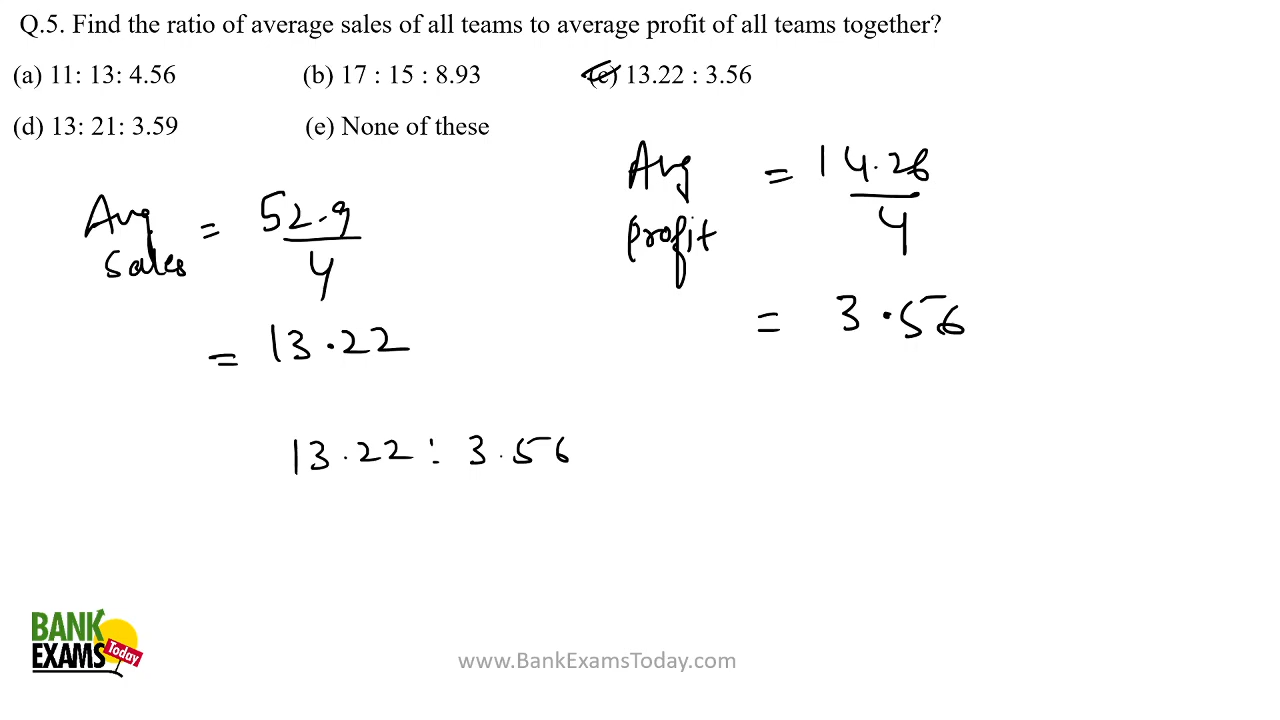 Q.5. Find the ratio of average sales of all teams to average profit of all teams together?
(a) 11: 13: 4.56 (b) 17 : 15 : 8.93 (c) 13.22 : 3.56
(d) 13: 21: 3.59 (e) None of these
Avg sales = 52.9/4
= 13.22
Avg profit = 14.26/4
= 3.56
13.22 : 3.56
BANK
EXAMS Today
www.BankExamsToday.com